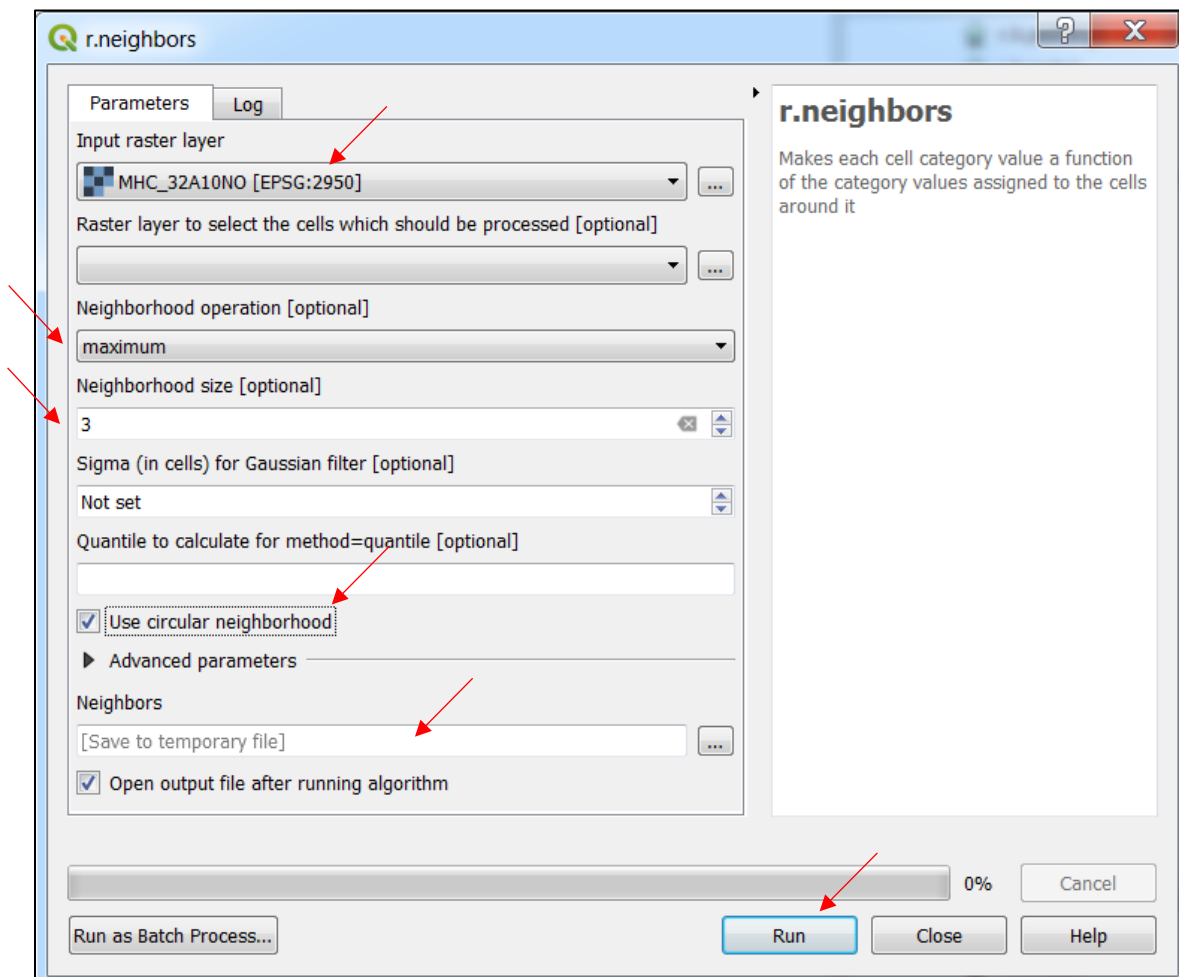 r.neighbors
Parameters
Log
Input raster layer
MHC_32A10NO [EPSG:2950]
...
Raster layer to select the cells which should be processed [optional]
...
Neighborhood operation [optional]
maximum
Neighborhood size [optional]
3
Sigma (in cells) for Gaussian filter [optional]
Not set
Quantile to calculate for method=quantile [optional]
Use circular neighborhood
Advanced parameters
Neighbors
[Save to temporary file]
...
Open output file after running algorithm
r.neighbors
Makes each cell category value a function
of the category values assigned to the cells
around it
0%
Cancel
Run as Batch Process...
Run
Close
Help